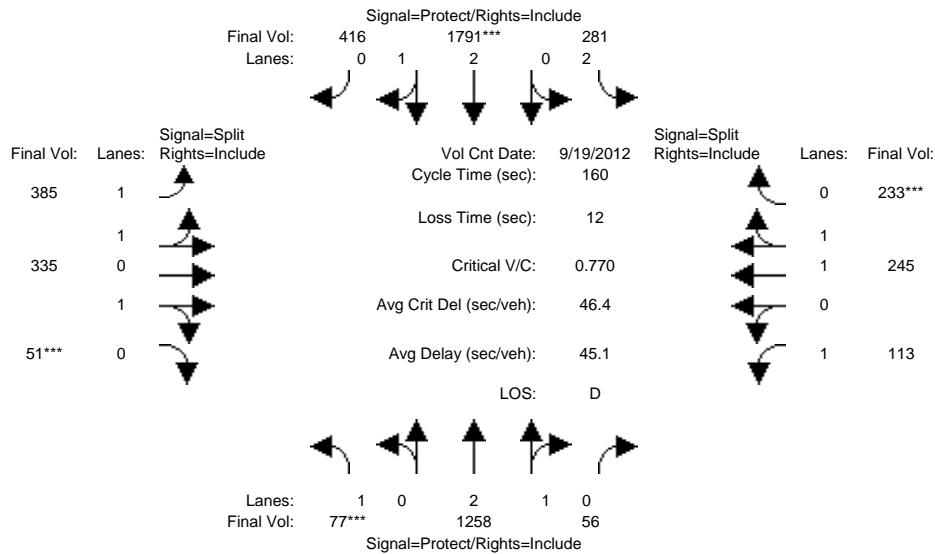 Signal=Protect/Rights=Include
Final Vol: 416 1791*** 281
Lanes: 0 1 2 0 2
Signal=Split
Final Vol: Lanes: Rights=Include
Vol Cnt Date: 9/19/2012
Signal=Split
Rights=Include Lanes: Final Vol:
Cycle Time (sec): 160
385 1
0 233***
Loss Time (sec): 12
1
1
335 0
Critical V/C: 0.770
1 245
1
Avg Crit Del (sec/veh): 46.4
0
51*** 0
Avg Delay (sec/veh): 45.1
1 113
LOS: D
Lanes: 1 0 2 1 0
Final Vol: 77*** 1258 56
Signal=Protect/Rights=Include